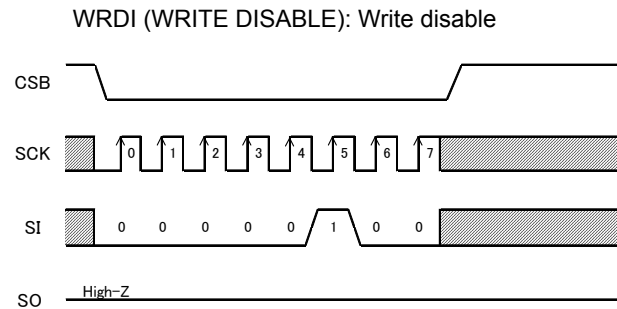 WRDI (WRITE DISABLE): Write disable
CSB
SCK 0 1 2 3 4 5 6 7
SI 0 0 0 0 0 1 0 0
High-Z
SO